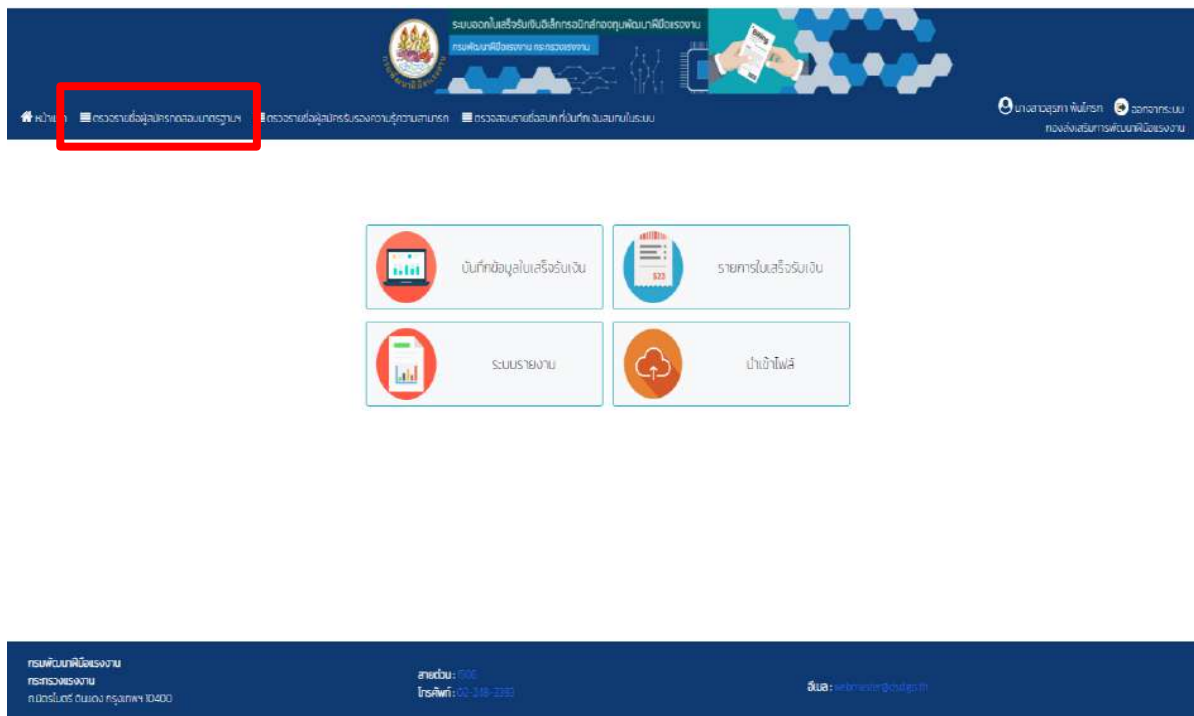 ระบบออกใบเสร็จรับเงินอิเล็กทรอนิกส์กองทุนพัฒนาฝีมือแรงงาน
กรมพัฒนาฝีมือแรงงาน กระทรวงแรงงาน
หน้าแรก ตรวจรายชื่อผู้สมัครทดสอบมาตรฐานฯ ตรวจรายชื่อผู้สมัครรับรองความรู้ความสามารถ ตรวจสอบรายชื่อสปก.ที่บันทึกเงินสมทบในระบบ
นางสาวสุรภา ออกจากระบบ
กองส่งเสริมการพัฒนาฝีมือแรงงาน
บันทึกข้อมูลใบเสร็จรับเงิน
รายการใบเสร็จรับเงิน
ระบบรายงาน
นำเข้าไฟล์
กรมพัฒนาฝีมือแรงงาน
กระทรวงแรงงาน
ถ.มิตรไมตรี ดินแดง กรุงเทพฯ 10400
สายด่วน :
โทรศัพท์ :
อีเมล :